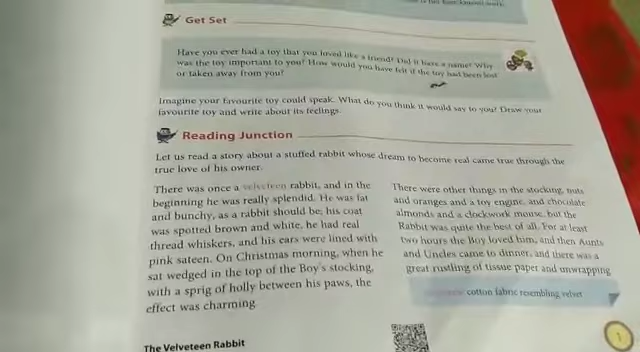 Get Set
Have you ever had a toy that you loved like a friend? Did it have a name? Why
was the toy important to you? How would you have felt if the toy had been lost
or taken away from you?
Imagine your favourite toy could speak. What do you think it would say to you? Draw your
favourite toy and write about its feelings.
Reading Junction
Let us read a story about a stuffed rabbit whose dream to become real came true through the
true love of his owner.
There was once a velveteen rabbit, and in the
beginning he was really splendid. He was fat
and bunchy, as a rabbit should be; his coat
was spotted brown and white, he had real
thread whiskers, and his ears were lined with
pink sateen. On Christmas morning, when he
sat wedged in the top of the Boy's stocking,
with a sprig of holly between his paws, the
effect was charming.
There were other things in the stocking, nuts
and oranges and a toy engine, and chocolate
almonds and a clockwork mouse, but the
Rabbit was quite the best of all. For at least
two hours the Boy loved him, and then Aunts
and Uncles came to dinner, and there was a
great rustling of tissue paper and unwrapping
cotton fabric resembling velvet
The Velveteen Rabbit
1